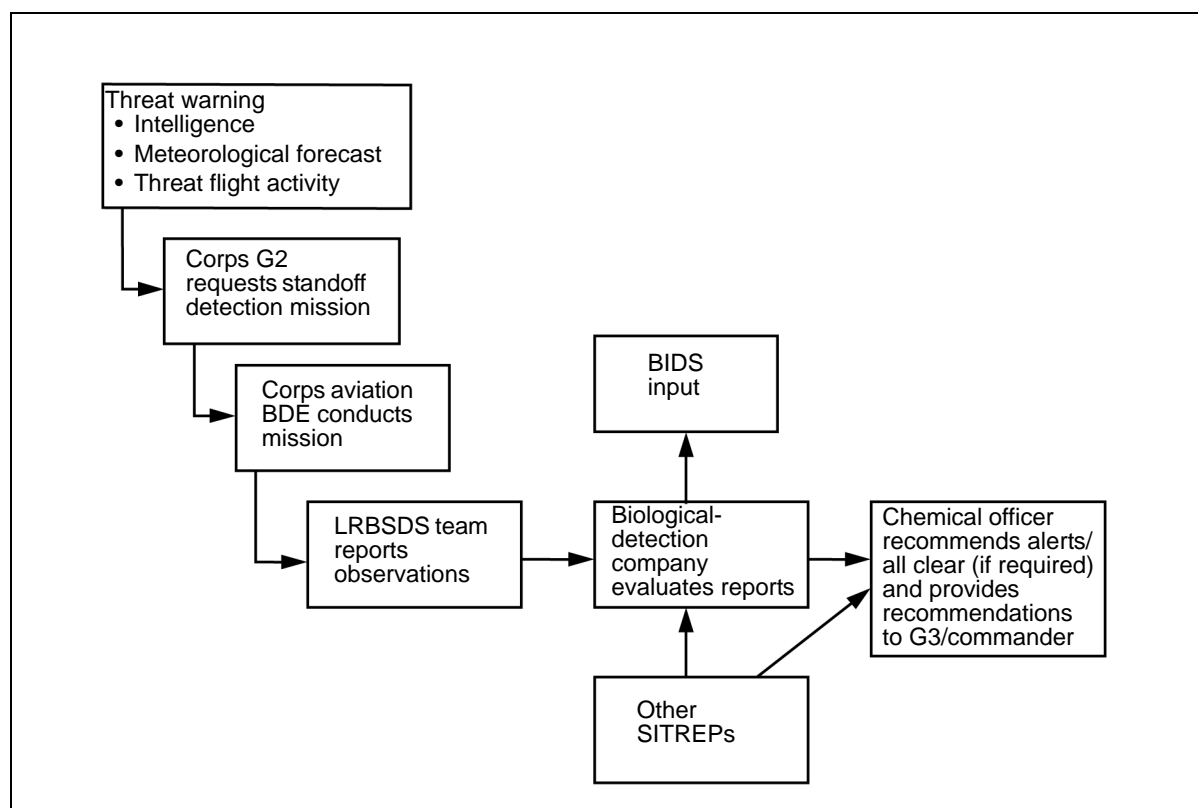 Threat warning
• Intelligence
• Meteorological forecast
• Threat flight activity
Corps G2
requests standoff
detection mission
Corps aviation
BDE conducts
mission
BIDS
input
LRBSDS team
reports
observations
Biological-
detection
company
evaluates reports
Chemical officer
recommends alerts/
all clear (if required)
and provides
recommendations
to G3/commander
Other
SITREPs